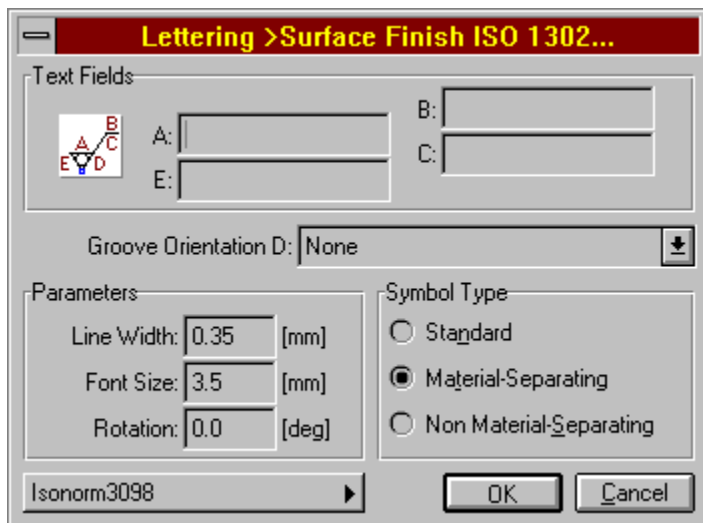 Lettering >Surface Finish ISO 1302...
Text Fields
B
A C
E D
A:
B:
E:
C:
Groove Orientation D: None
Parameters
Line Width: 0.35 [mm]
Font Size: 3.5 [mm]
Rotation: 0.0 [deg]
Symbol Type
Standard
Material-Separating
Non Material-Separating
Isonorm3098
OK
Cancel